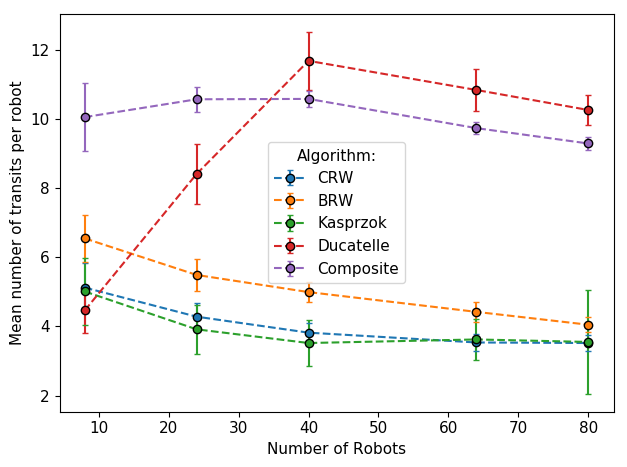 Mean number of transits per robot
12
10
8
6
4
2
Algorithm:
CRW
BRW
Kasprzok
Ducatelle
Composite
10 20 30 40 50 60 70 80
Number of Robots